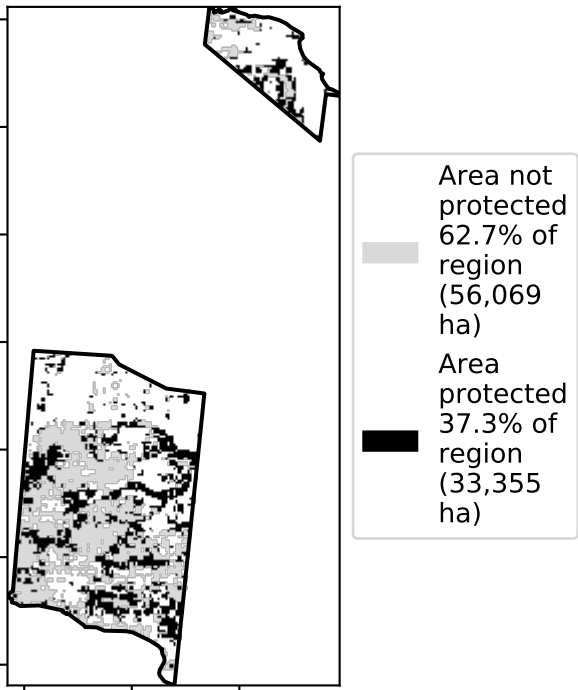 Area not
protected
62.7% of
region
(56,069
ha)
Area
protected
37.3% of
region
(33,355
ha)